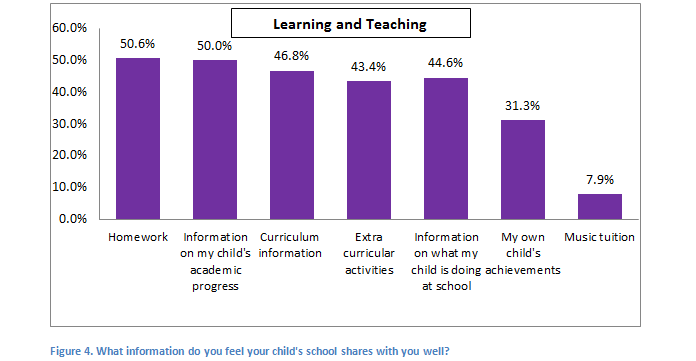 Learning and Teaching
60.0%
50.0%
40.0%
30.0%
20.0%
10.0%
0.0%
50.6%
50.0%
46.8%
43.4%
44.6%
31.3%
7.9%
Homework
Information
on my child's
academic
progress
Curriculum
information
Extra
curricular
activities
Information
on what my
child is doing
at school
My own
child's
achievements
Music tuition
Figure 4. What information do you feel your child's school shares with you well?